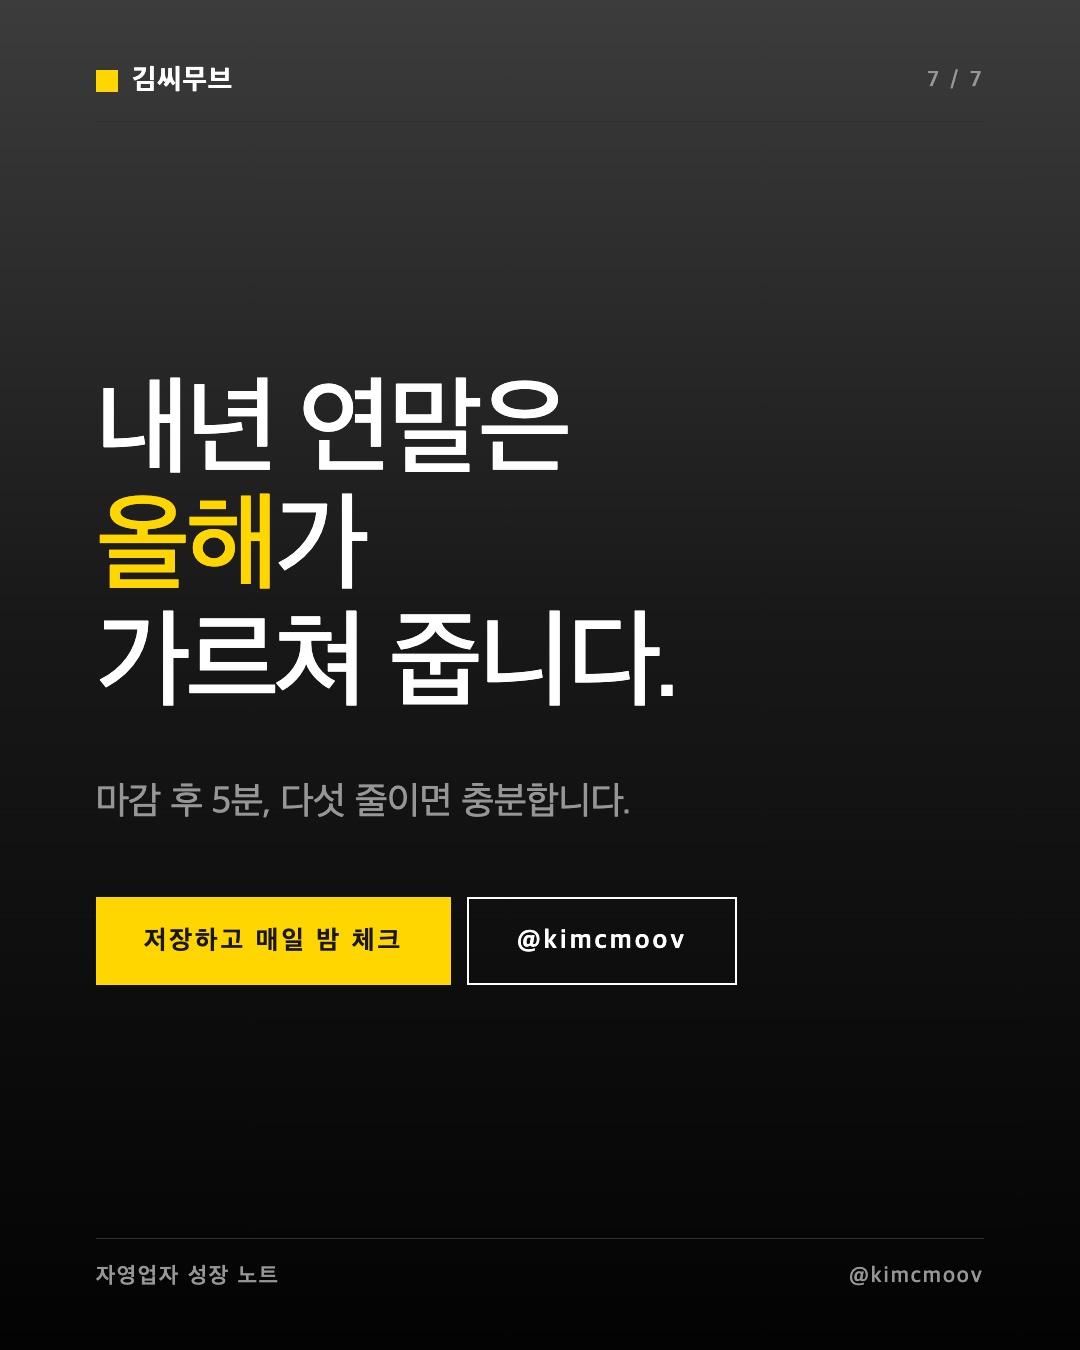 김씨무브
7 / 7
내년 연말은
올해가
가르쳐 줍니다.
마감 후 5분, 다섯 줄이면 충분합니다.
저장하고 매일 밤 체크
@kimcmoov
자영업자 성장 노트
@kimcmoov